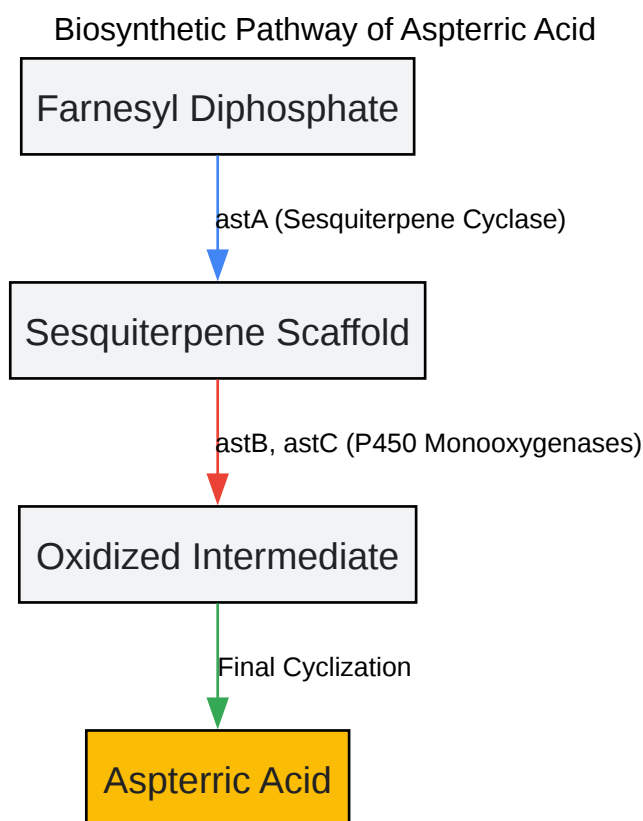 Biosynthetic Pathway of Aspterric Acid
Farnesyl Diphosphate
astA (Sesquiterpene Cyclase)
Sesquiterpene Scaffold
astB, astC (P450 Monooxygenases)
Oxidized Intermediate
Final Cyclization
Aspterric Acid